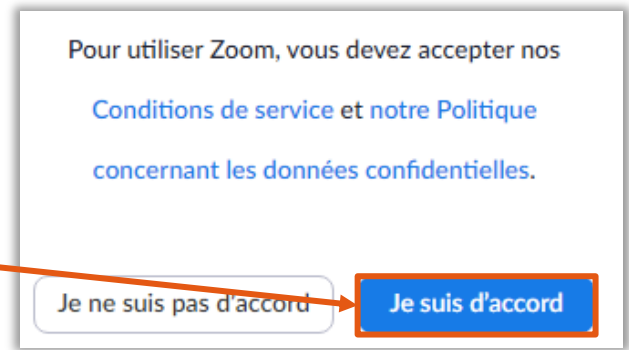 Pour utiliser Zoom, vous devez accepter nos
Conditions de service et notre Politique
concernant les données confidentielles.
Je ne suis pas d'accord
Je suis d’accord